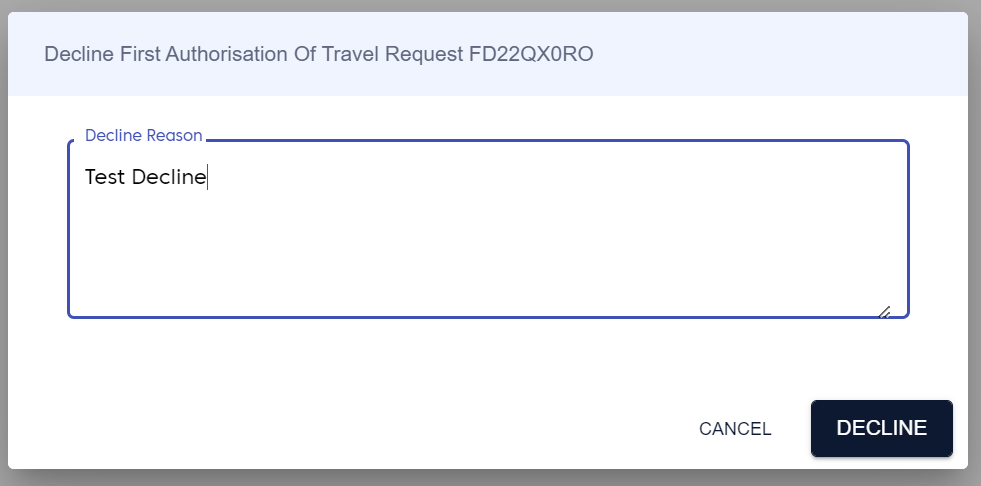 Decline First Authorisation Of Travel Request FD22QX0RO
Decline Reason
Test Decline
CANCEL
DECLINE